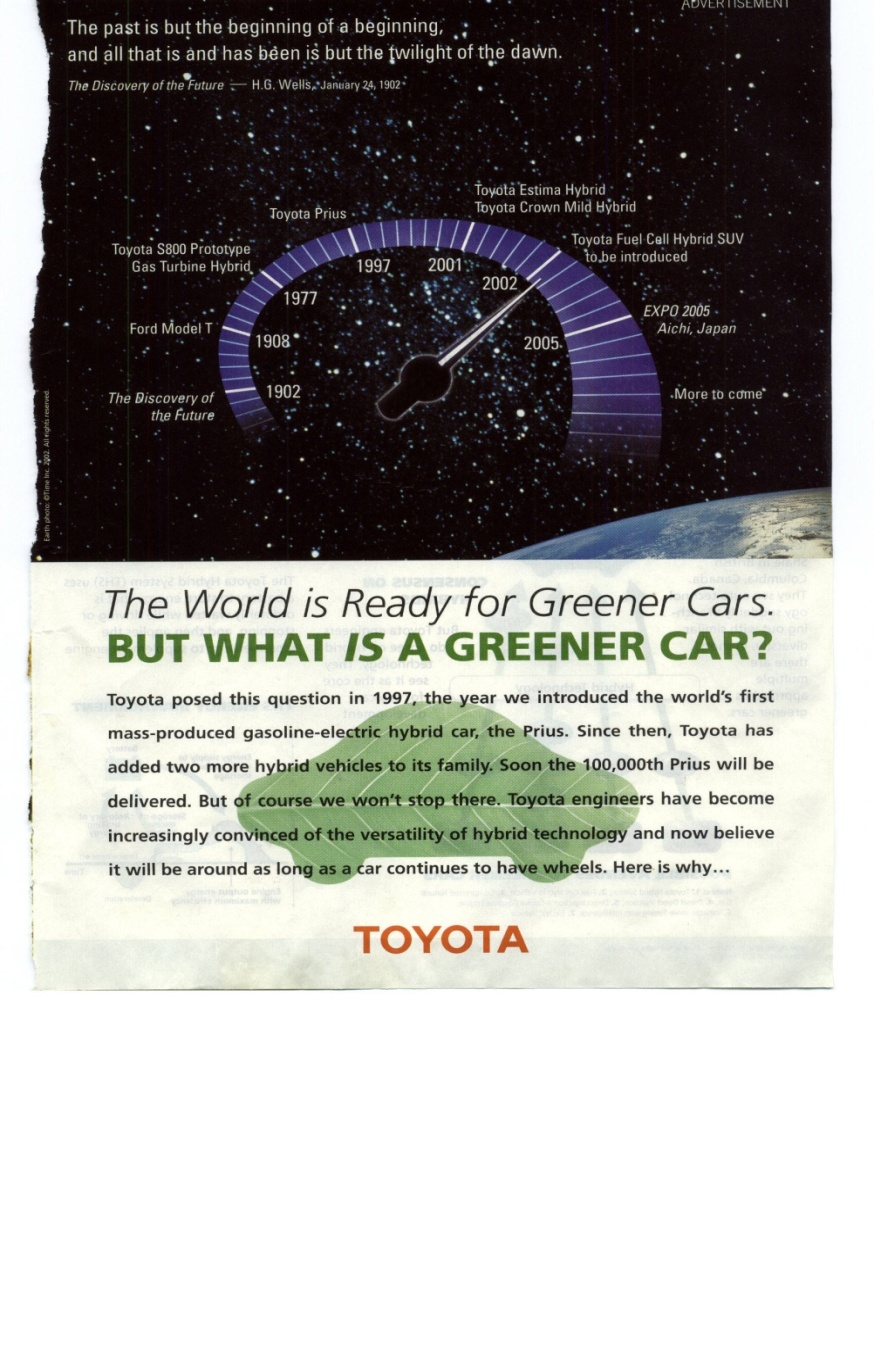 ADVERTISEMENT
The past is but the beginning of a beginning,
and all that is and has been is but the twilight of the dawn.
The Discovery of the Future — H.G. Wells, January 24, 1902
Toyota Estima Hybrid
Toyota Crown Mild Hybrid
Toyota Prius
Toyota Fuel Cell Hybrid SUV
to be introduced
Toyota S800 Prototype
Gas Turbine Hybrid
1997
2001
2002
1977
EXPO 2005
Aichi, Japan
Ford Model T
1908
2005
1902
The Discovery of
the Future
More to come
Earth photo: ©Time Inc. 2002. All rights reserved.
The World is Ready for Greener Cars.
BUT WHAT IS A GREENER CAR?
Toyota posed this question in 1997, the year we introduced the world's first
mass-produced gasoline-electric hybrid car, the Prius. Since then, Toyota has
added two more hybrid vehicles to its family. Soon the 100,000th Prius will be
delivered. But of course we won't stop there. Toyota engineers have become
increasingly convinced of the versatility of hybrid technology and now believe
it will be around as long as a car continues to have wheels. Here is why...
TOYOTA